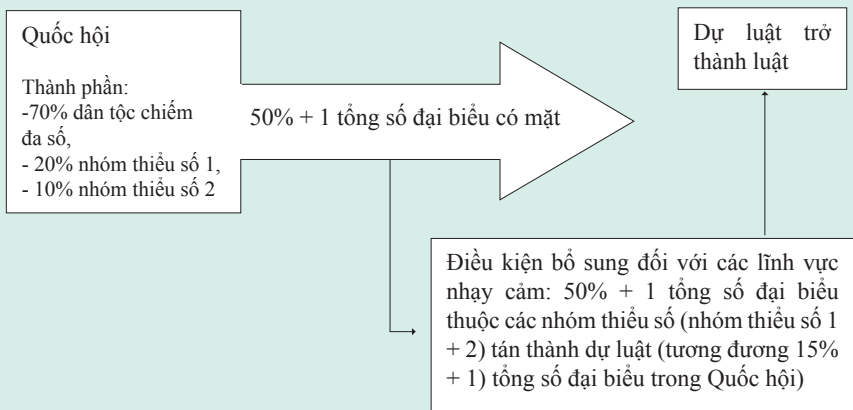 Quốc hội
Thành phần:
-70% dân tộc chiếm
đa số,
- 20% nhóm thiểu số 1,
- 10% nhóm thiểu số 2
50% + 1 tổng số đại biểu có mặt
Dự luật trở
thành luật
Điều kiện bổ sung đối với các lĩnh vực
nhạy cảm: 50% + 1 tổng số đại biểu
thuộc các nhóm thiểu số (nhóm thiểu số 1
+ 2) tán thành dự luật (tương đương 15%
+ 1) tổng số đại biểu trong Quốc hội)